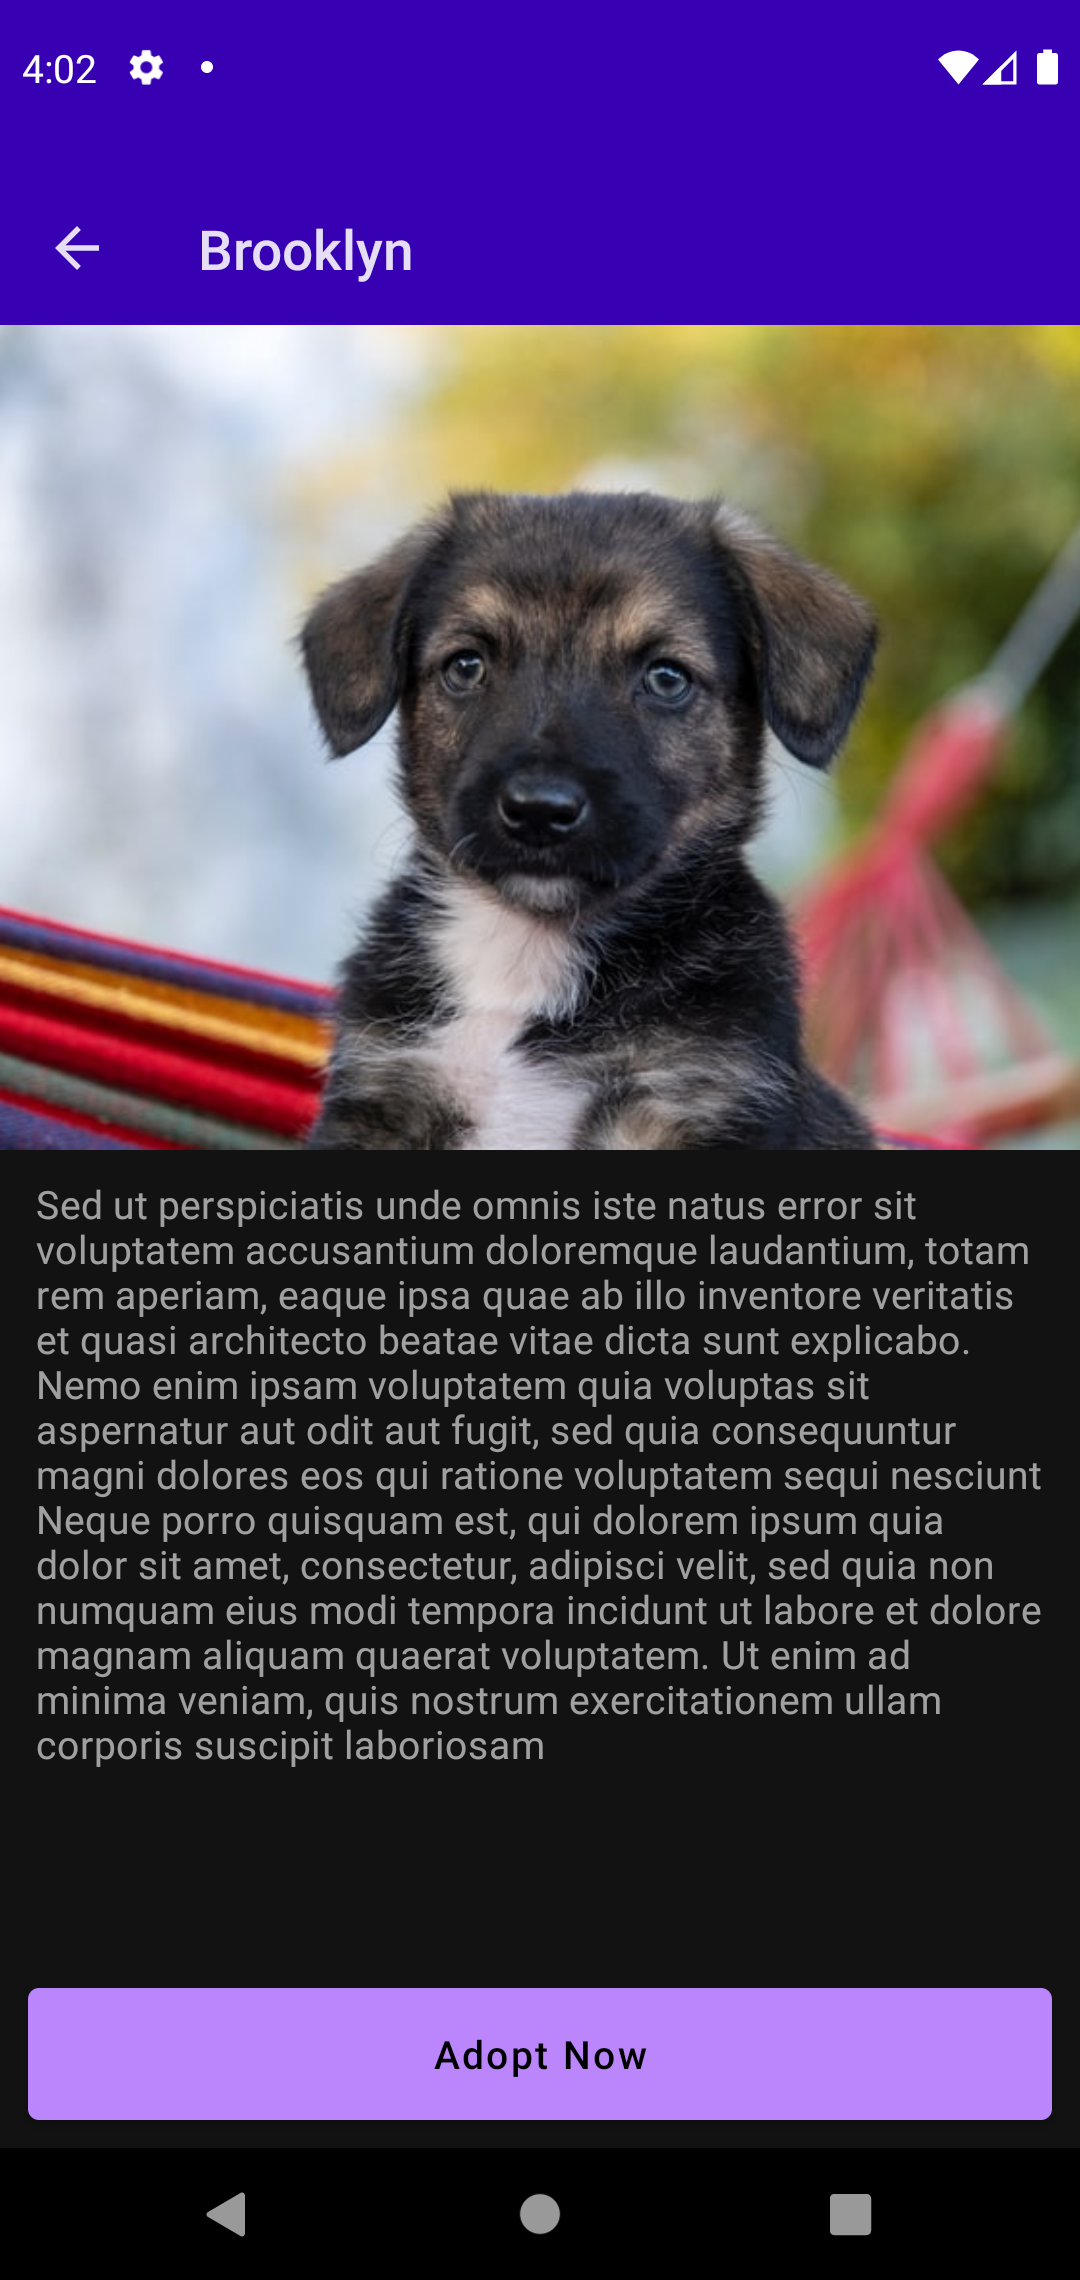 4:02
Brooklyn
Sed ut perspiciatis unde omnis iste natus error sit
voluptatem accusantium doloremque laudantium, totam
rem aperiam, eaque ipsa quae ab illo inventore veritatis
et quasi architecto beatae vitae dicta sunt explicabo.
Nemo enim ipsam voluptatem quia voluptas sit
aspernatur aut odit aut fugit, sed quia consequuntur
magni dolores eos qui ratione voluptatem sequi nesciunt
Neque porro quisquam est, qui dolorem ipsum quia
dolor sit amet, consectetur, adipisci velit, sed quia non
numquam eius modi tempora incidunt ut labore et dolore
magnam aliquam quaerat voluptatem. Ut enim ad
minima veniam, quis nostrum exercitationem ullam
corporis suscipit laboriosam
Adopt Now